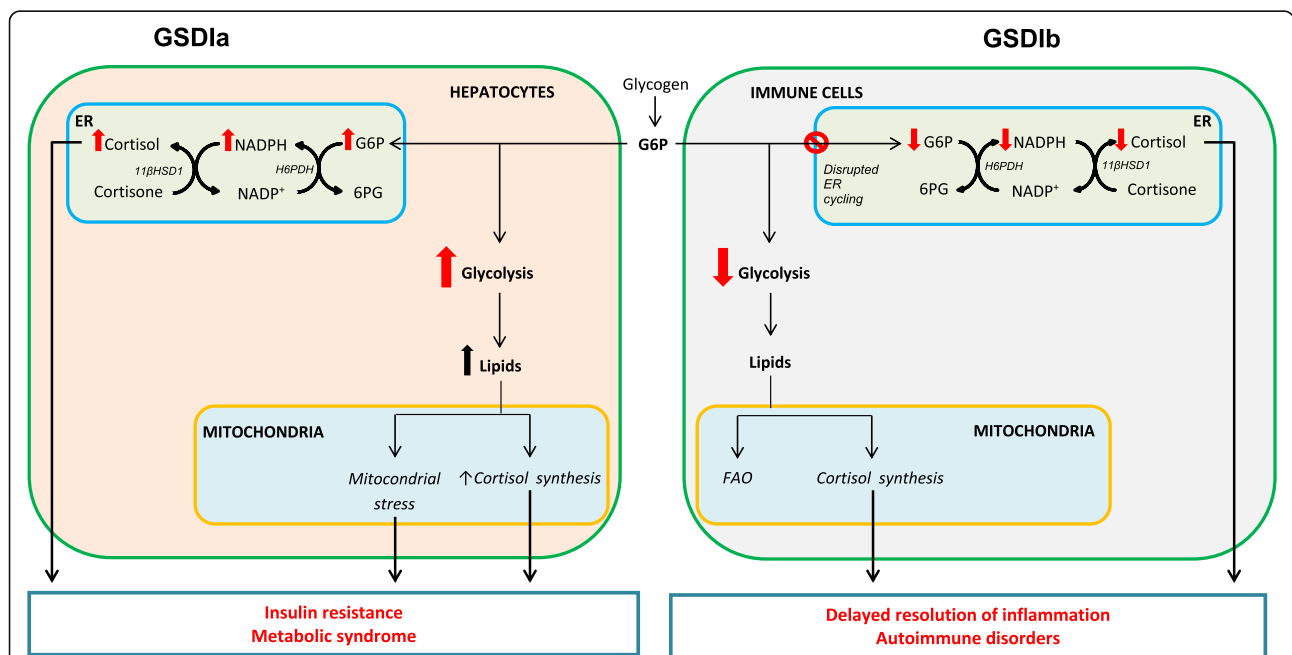 GSDIa
GSDIb
HEPATOCYTES
Glycogen
IMMUNE CELLS
ER
Cortisol
NADPH
G6P
11βHSD1
H6PDH
Cortisone
NADP+
6PG
G6P
ER
G6P
NADPH
Cortisol
H6PDH
11βHSD1
6PG
NADP+
Cortisone
Disrupted
ER
cycling
Glycolysis
Lipids
MITOCHONDRIA
Mitocondrial
stress
↑Cortisol synthesis
Glycolysis
Lipids
MITOCHONDRIA
FAO
Cortisol synthesis
Insulin resistance
Metabolic syndrome
Delayed resolution of inflammation
Autoimmune disorders